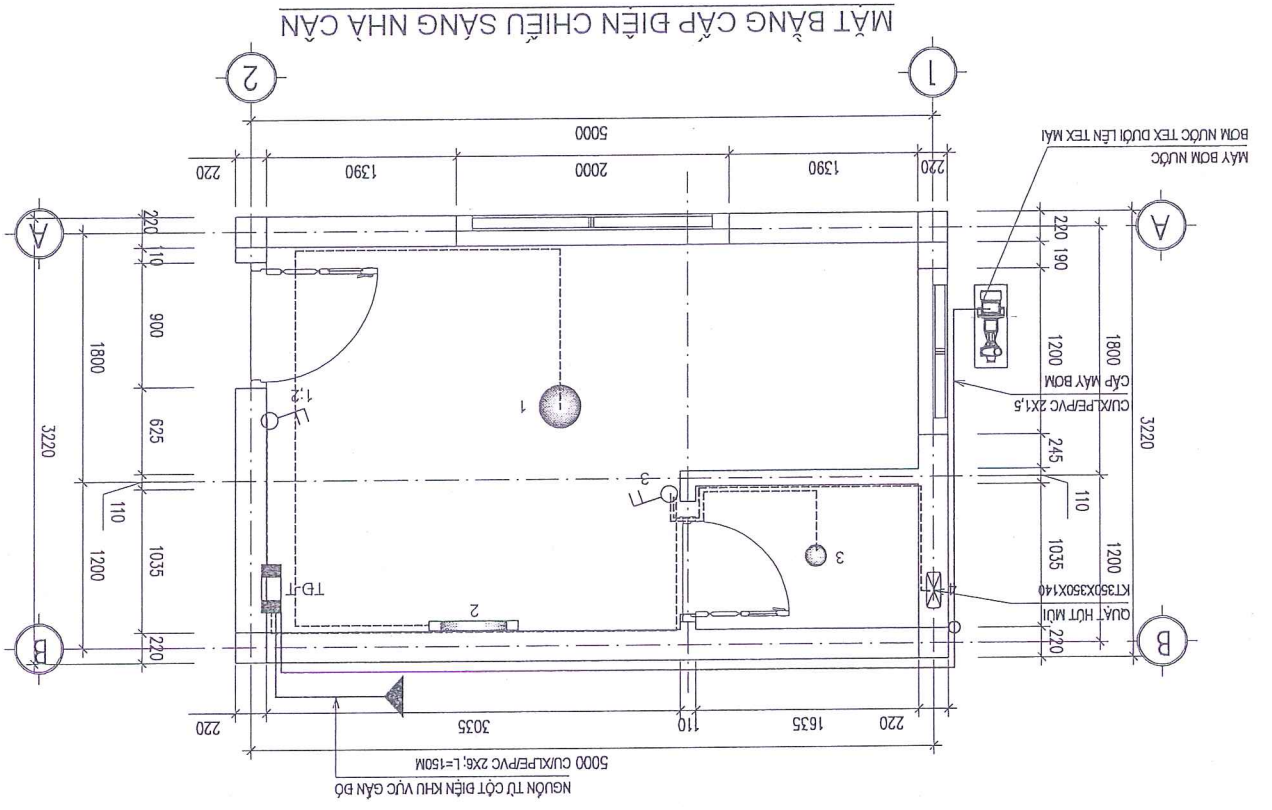 NGUỒN TỪ CỘT ĐIỆN KHU VỰC GẦN ĐÓ
5000 CU/XLPE/PVC 2X6; L=150M
220
1635
110
3035
220
B
B
220
220
QUẠT HÚT MÙI
KT350X350X140
4
3
2
TĐ-T
1035
1200
1035
1200
110
110
3
245
625
3220
3220
CU/XLPE/PVC 2X1,5
CÁP MÁY BƠM
1
1:2
1200
1800
900
1800
190
110
220
220
A
A
MÁY BƠM NƯỚC
BƠM NƯỚC TEX DƯỚI LÊN TEX MÁI
220
1390
2000
1390
220
5000
1
2
MẶT BẰNG CẤP ĐIỆN CHIẾU SÁNG NHÀ CÂN